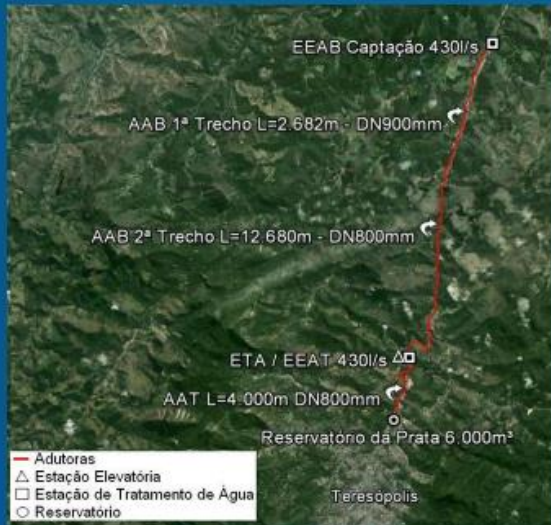 EEAB Captação 430l/s
AAB 1ª Trecho L=2.682m - DN900mm
AAB 2ª Trecho L=12.680m - DN800mm
ETA / EEAT 430l/s
AAT L=4.000m DN800mm
Reservatório da Prata 6.000m³
Adutoras
Estação Elevatória
Estação de Tratamento de Água
Reservatório
Teresópolis